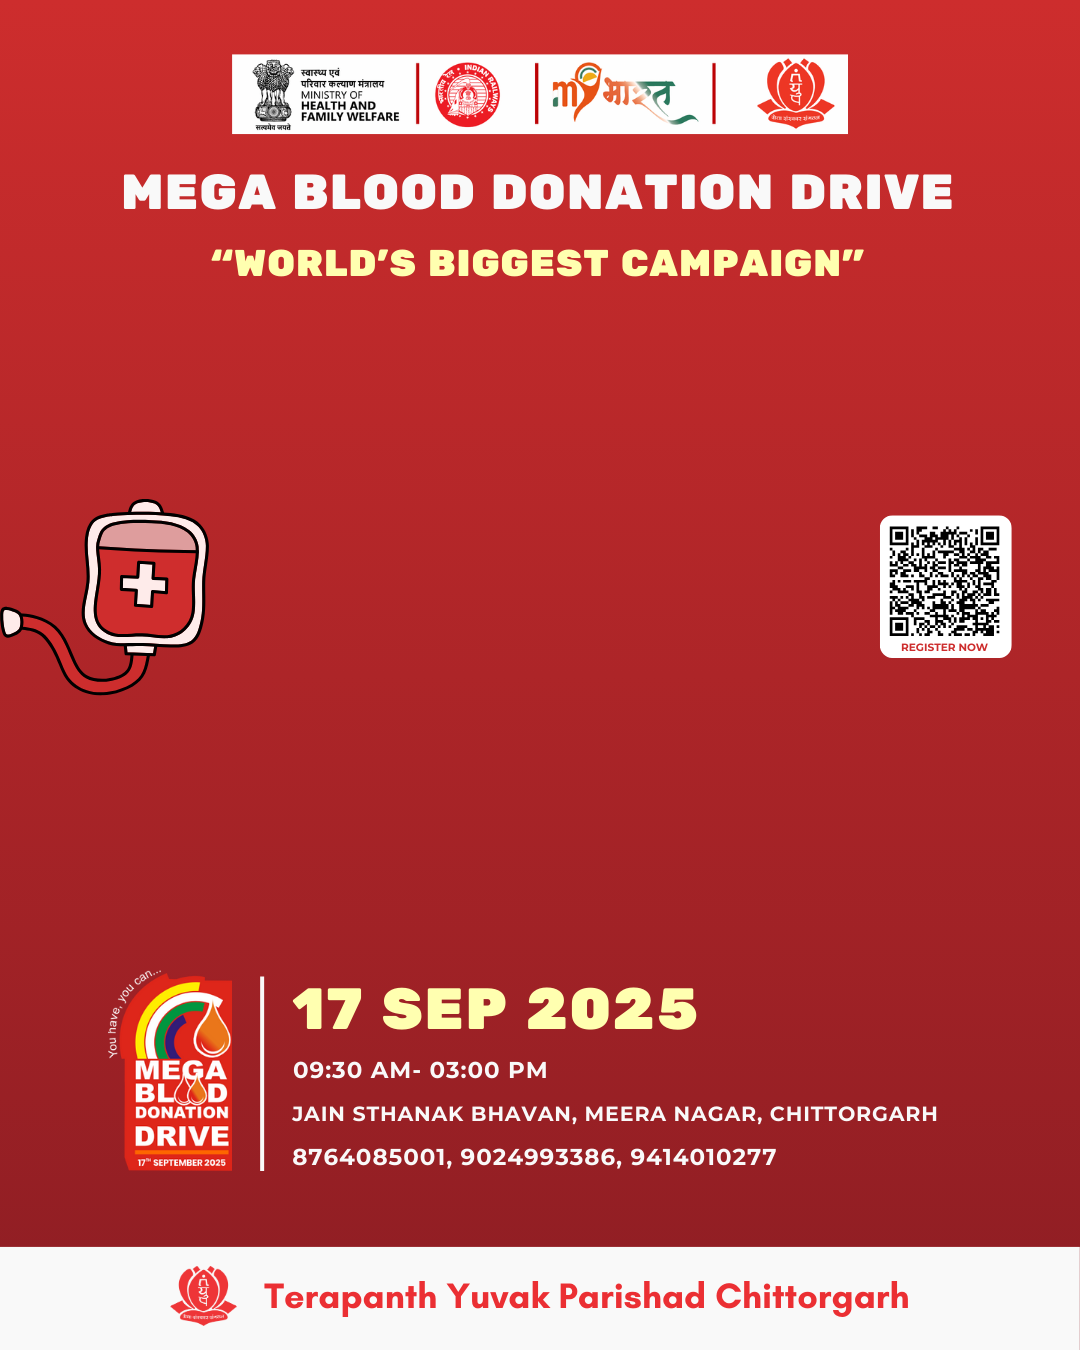 स्वास्थ्य एवं
परिवार कल्याण मंत्रालय
MINISTRY OF
HEALTH AND
FAMILY WELFARE
सत्यमेव जयते
भारतीय रेल • INDIAN RAILWAYS
my भारत
MEGA BLOOD DONATION DRIVE
“WORLD’S BIGGEST CAMPAIGN”
REGISTER NOW
You have, you can...
MEGA
BLOOD
DONATION
DRIVE
17TH SEPTEMBER 2025
17 SEP 2025
09:30 AM- 03:00 PM
JAIN STHANAK BHAVAN, MEERA NAGAR, CHITTORGARH
8764085001, 9024993386, 9414010277
Terapanth Yuvak Parishad Chittorgarh